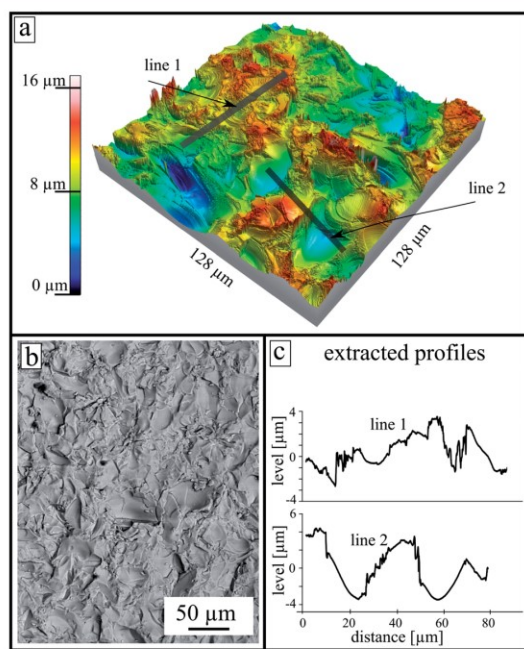 a
line 1
16 µm
8 µm
0 µm
line 2
128 µm
128 µm
b
50 µm
c
extracted profiles
4
2
0
-4
level [µm]
line 1
6
4
0
-4
level [µm]
line 2
0
20
40
60
80
distance [µm]